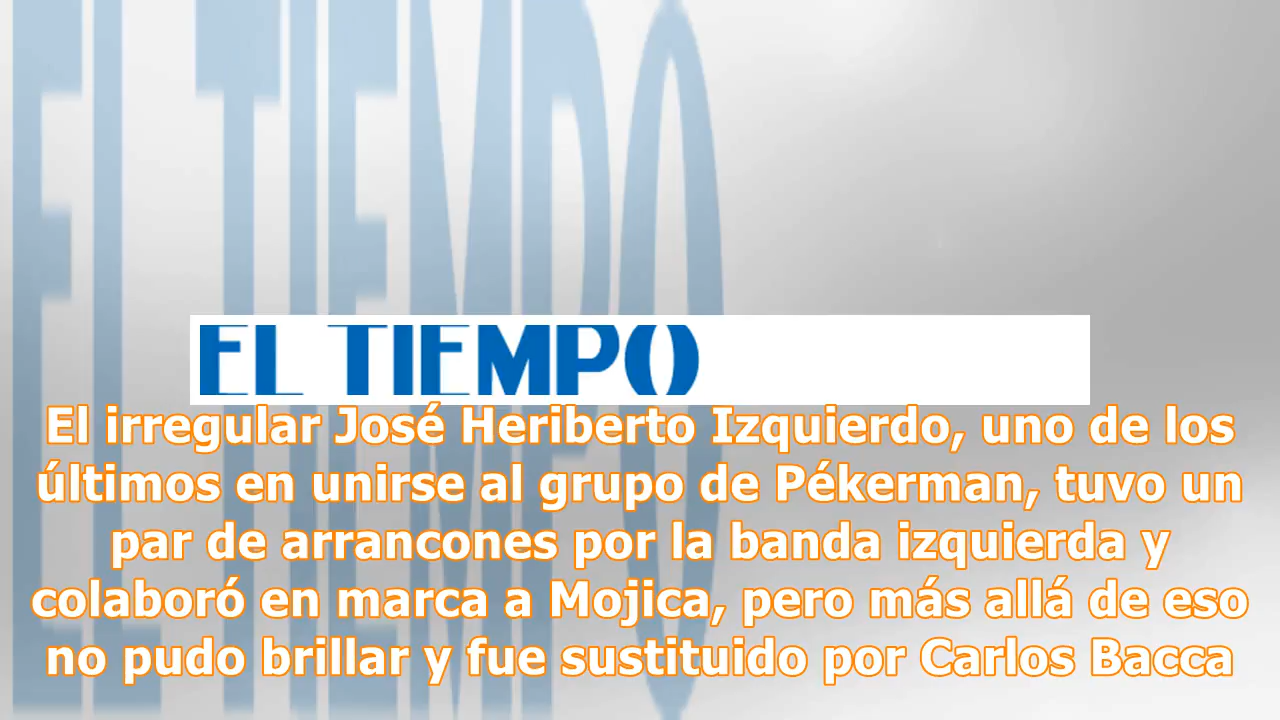 EL TIEMPO
EL TIEMPO
El irregular José Heriberto Izquierdo, uno de los
últimos en unirse al grupo de Pékerman, tuvo un
par de arrancones por la banda izquierda y
colaboró en marca a Mojica, pero más allá de eso
no pudo brillar y fue sustituido por Carlos Bacca